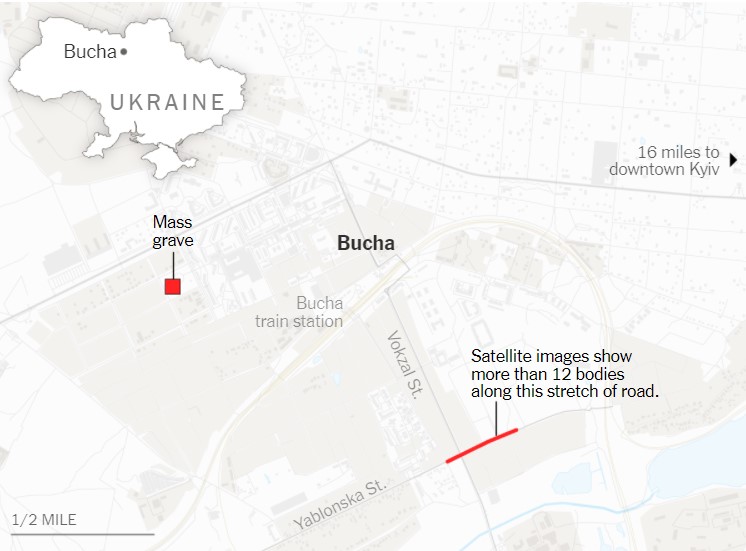 Bucha
UKRAINE
16 miles to
downtown Kyiv
Mass
grave
Bucha
Bucha
train station
Vokzal St.
Satellite images show
more than 12 bodies
along this stretch of road.
Yablonska St.
1/2 MILE